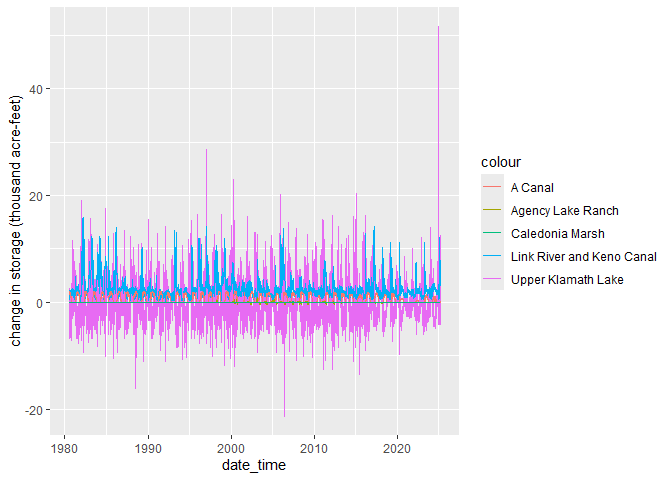 change in storage (thousand acre-feet)
40
20
0
-20
1980
1990
2000
2010
2020
date_time
colour
A Canal
Agency Lake Ranch
Caledonia Marsh
Link River and Keno Canal
Upper Klamath Lake